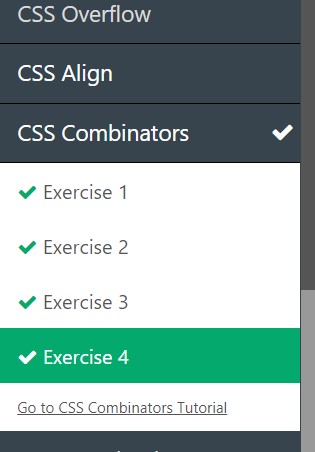 CSS Overflow
CSS Align
CSS Combinators
Exercise 1
Exercise 2
Exercise 3
Exercise 4
Go to CSS Combinators Tutorial